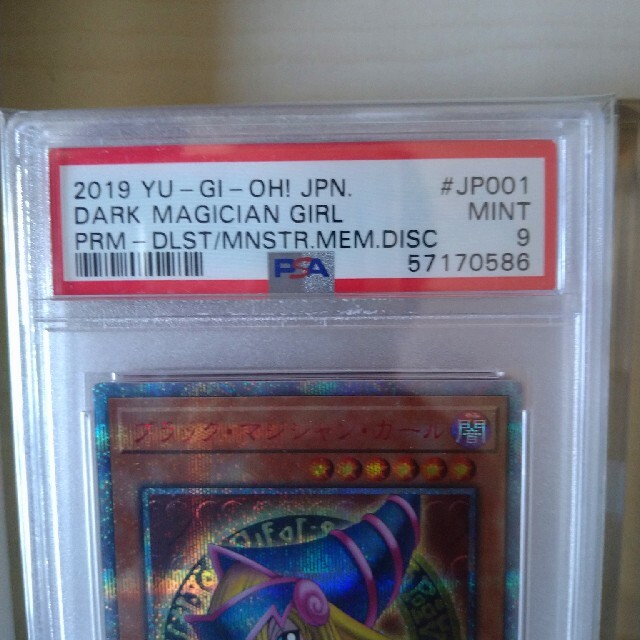 2019 YU-GI-OH! JPN. #JP001
DARK MAGICIAN GIRL MINT
PRM-DLST/MNSTR.MEM.DISC 9
PSA 57170586
ブラック・マジシャン・ガール 闇